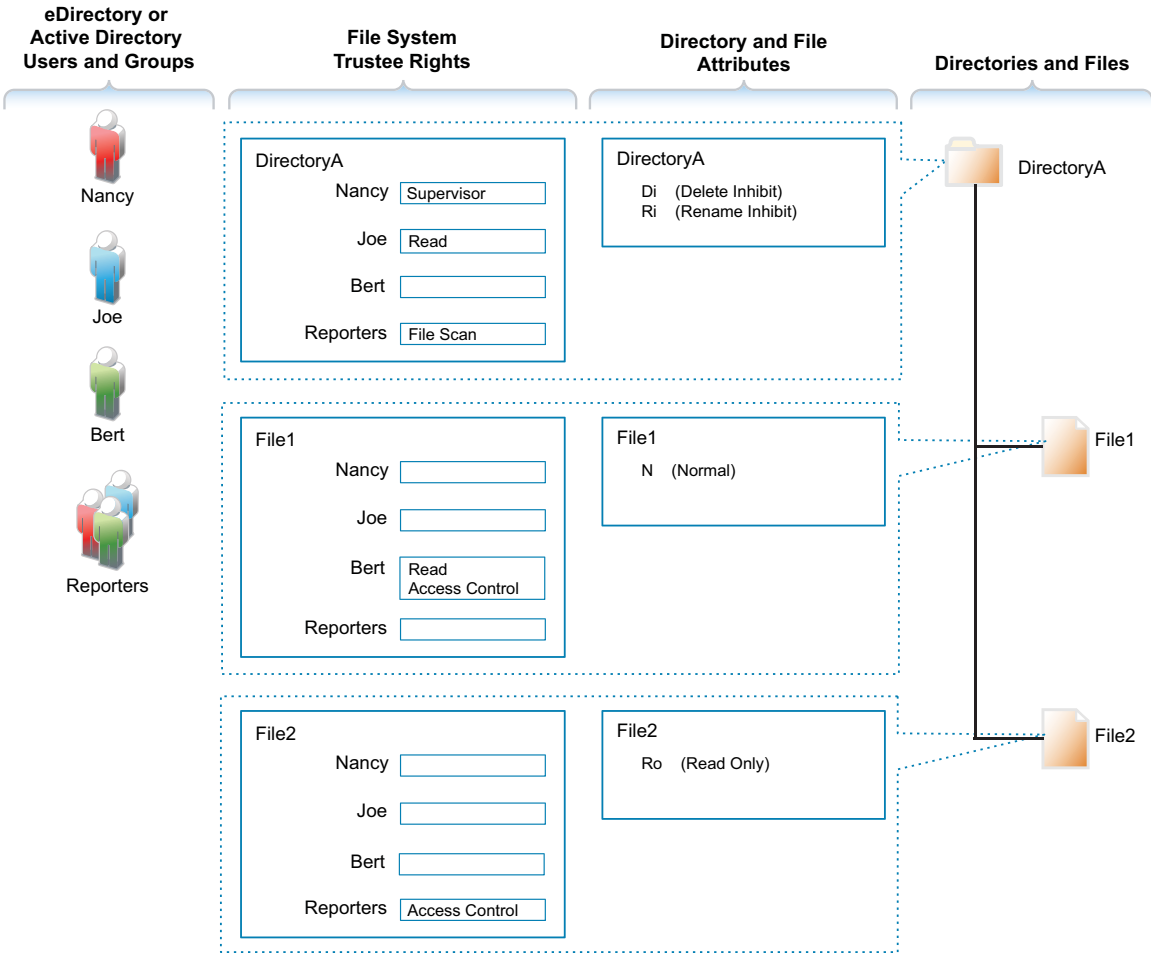 eDirectory or
Active Directory
Users and Groups
File System
Trustee Rights
Directory and File
Attributes
Directories and Files
Nancy
Joe
Bert
Reporters
DirectoryA
Nancy Supervisor
Joe Read
Bert
Reporters File Scan
DirectoryA
Di (Delete Inhibit)
Ri (Rename Inhibit)
DirectoryA
File1
Nancy
Joe
Bert Read
Access Control
Reporters
File1
N (Normal)
File1
File2
Nancy
Joe
Bert
Reporters Access Control
File2
Ro (Read Only)
File2